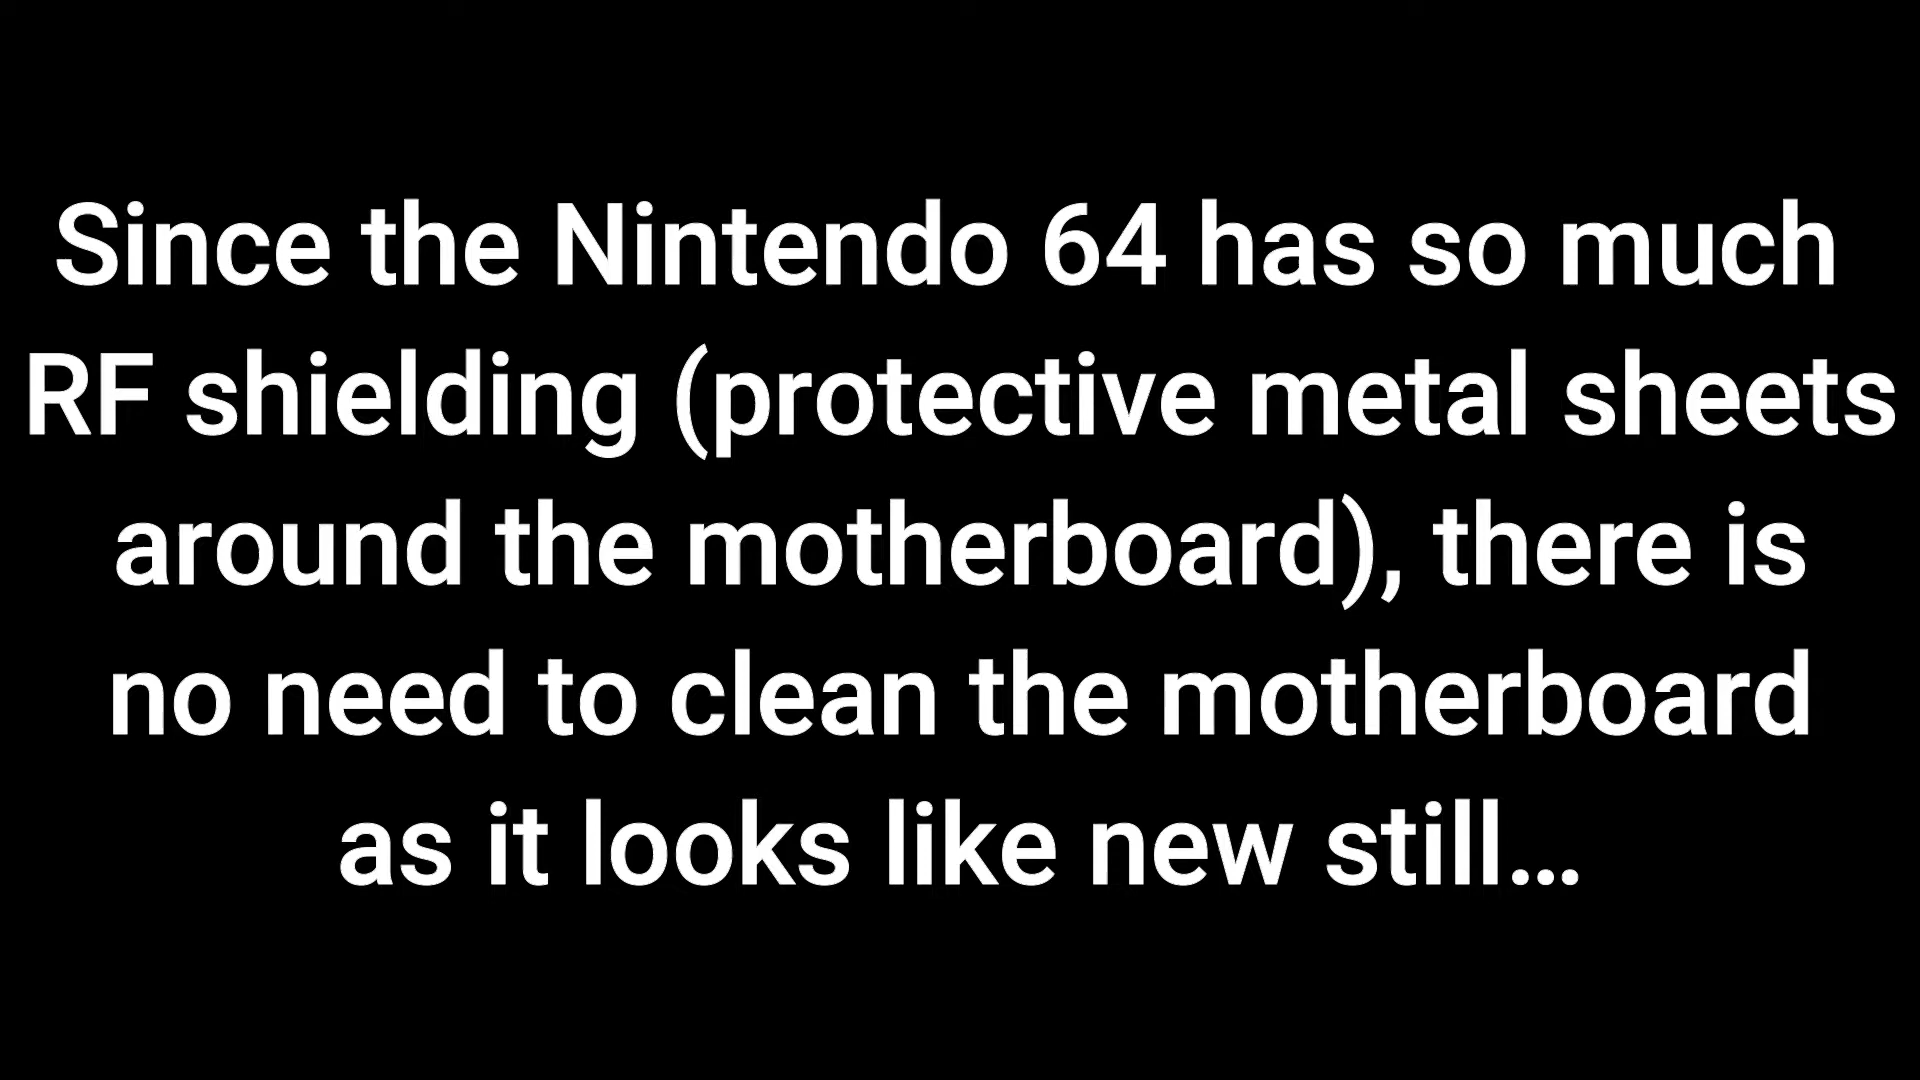 Since the Nintendo 64 has so much
RF shielding (protective metal sheets
around the motherboard), there is
no need to clean the motherboard
as it looks like new still...